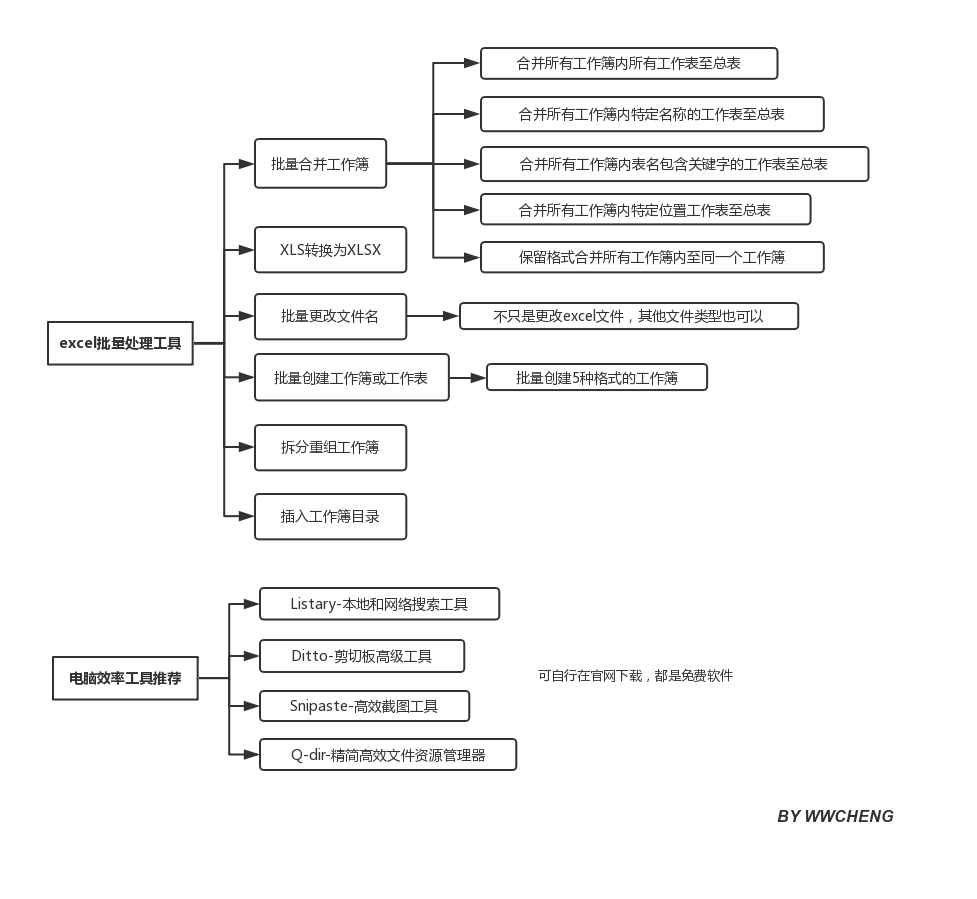 excel批量处理工具
批量合并工作簿
合并所有工作簿内所有工作表至总表
合并所有工作簿内特定名称的工作表至总表
合并所有工作簿内表名包含关键字的工作表至总表
合并所有工作簿内特定位置工作表至总表
保留格式合并所有工作簿内至同一个工作簿
XLS转换为XLSX
批量更改文件名
不只是更改excel文件，其他文件类型也可以
批量创建工作簿或工作表
批量创建5种格式的工作簿
拆分重组工作簿
插入工作簿目录
电脑效率工具推荐
Listary-本地和网络搜索工具
Ditto-剪切板高级工具
Snipaste-高效截图工具
Q-dir-精简高效文件资源管理器
可自行在官网下载，都是免费软件
BY WWCHENG